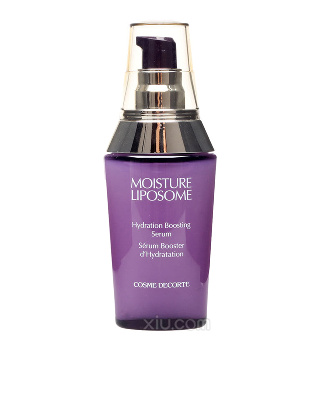 MOISTURE
LIPOSOME
Hydration Boosting
Serum
Sérum Booster
d'Hydratation
COSME DECORTE
xiu.com